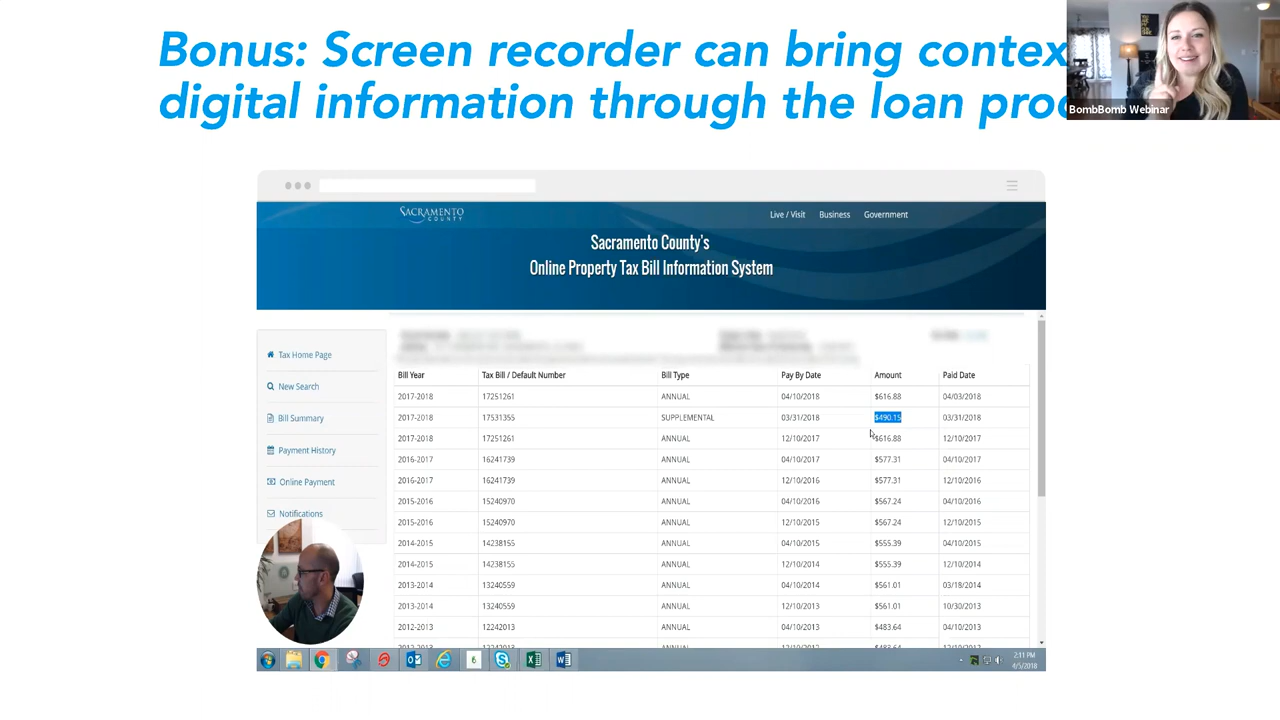 Bonus: Screen recorder can bring contex
digital information through the loan proc
BombBomb Webinar
SACRAMENTO
COUNTY
Live / Visit Business Government
Sacramento County's
Online Property Tax Bill Information System
Tax Home Page
New Search
Bill Summary
Payment History
Online Payment
Notifications
Bill Year Tax Bill / Default Number Bill Type Pay By Date Amount Paid Date
2017-2018 17251261 ANNUAL 04/10/2018 $616.88 04/03/2018
2017-2018 17531355 SUPPLEMENTAL 03/31/2018 $490.15 03/31/2018
2017-2018 17251261 ANNUAL 12/10/2017 $616.88 12/10/2017
2016-2017 16241739 ANNUAL 04/10/2017 $577.31 04/10/2017
2016-2017 16241739 ANNUAL 12/10/2016 $577.31 12/10/2016
2015-2016 15240970 ANNUAL 04/10/2016 $567.24 04/10/2016
2015-2016 15240970 ANNUAL 12/10/2015 $567.24 12/10/2015
2014-2015 14238155 ANNUAL 04/10/2015 $555.39 04/10/2015
2014-2015 14238155 ANNUAL 12/10/2014 $555.39 12/10/2014
2013-2014 13240559 ANNUAL 04/10/2014 $561.01 03/18/2014
2013-2014 13240559 ANNUAL 12/10/2013 $561.01 10/30/2013
2012-2013 12242013 ANNUAL 04/10/2013 $483.64 04/10/2013
2:11 PM
4/5/2018